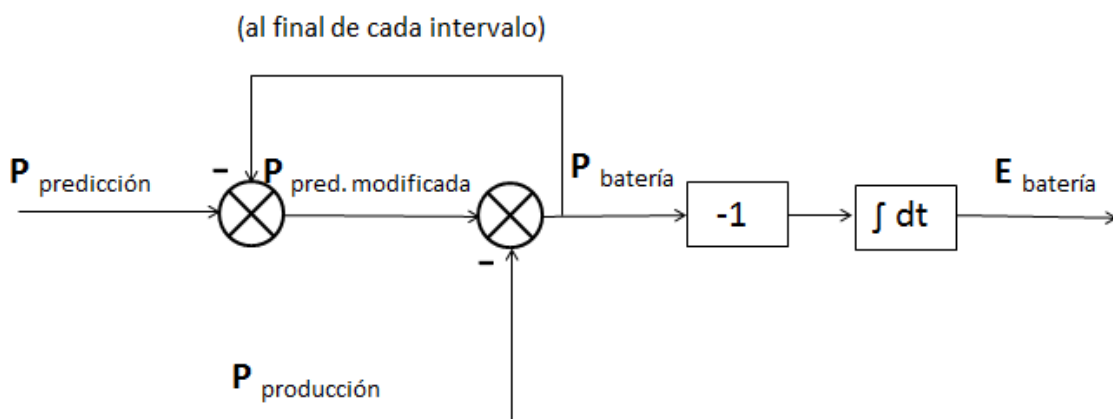 (al final de cada intervalo)
-
P predicción
P pred. modificada
P batería
E batería
-1
∫ dt
-
P producción